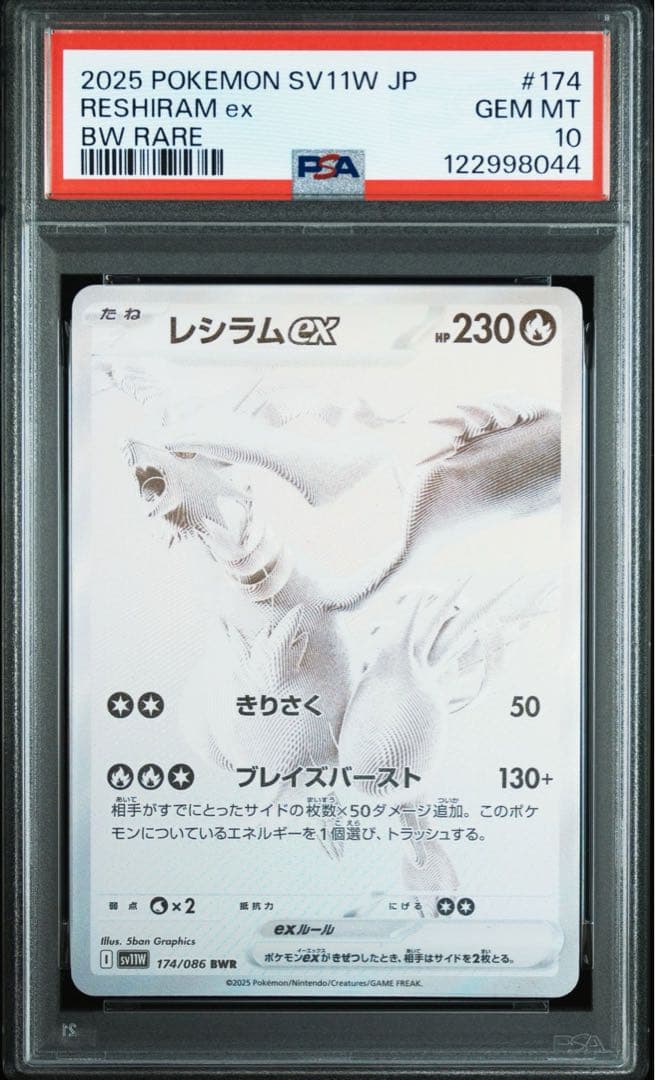 2025 POKEMON SV11W JP #174
RESHIRAM ex GEM MT
BW RARE 10
PSA
122998044
たね レシラムex HP 230
きりさく 50
ブレイズバースト 130+
相手がすでにとったサイドの枚数×50ダメージ追加。このポケ
モンについているエネルギーを1個選び、トラッシュする。
弱点 ×2 抵抗力 にげる
exルール
ポケモンexがきぜつしたとき、相手はサイドを2枚とる。
Illus. 5ban Graphics
I sv11W 174/086 BWR
©2025 Pokémon/Nintendo/Creatures/GAME FREAK.
21
PSA